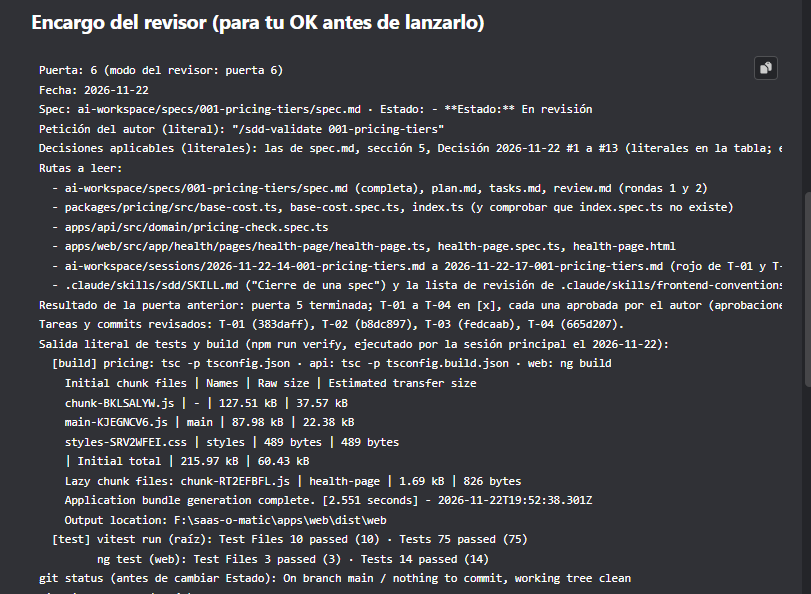 Encargo del revisor (para tu OK antes de lanzarlo)
Puerta: 6 (modo del revisor: puerta 6)
Fecha: 2026-11-22
Spec: ai-workspace/specs/001-pricing-tiers/spec.md · Estado: - **Estado:** En revisión
Petición del autor (literal): "/sdd-validate 001-pricing-tiers"
Decisiones aplicables (literales): las de spec.md, sección 5, Decisión 2026-11-22 #1 a #13 (literales en la tabla;
Rutas a leer:
- ai-workspace/specs/001-pricing-tiers/spec.md (completa), plan.md, tasks.md, review.md (rondas 1 y 2)
- packages/pricing/src/base-cost.ts, base-cost.spec.ts, index.ts (y comprobar que index.spec.ts no existe)
- apps/api/src/domain/pricing-check.spec.ts
- apps/web/src/app/health/pages/health-page/health-page.ts, health-page.spec.ts, health-page.html
- ai-workspace/sessions/2026-11-22-14-001-pricing-tiers.md a 2026-11-22-17-001-pricing-tiers.md (rojo de T-01 y T-
- .claude/skills/sdd/SKILL.md ("Cierre de una spec") y la lista de revisión de .claude/skills/frontend-convention
Resultado de la puerta anterior: puerta 5 terminada; T-01 a T-04 en [x], cada una aprobada por el autor (aprobacione
Tareas y commits revisados: T-01 (383daff), T-02 (b8dc897), T-03 (fedcaab), T-04 (665d207).
Salida literal de tests y build (npm run verify, ejecutado por la sesión principal el 2026-11-22):
[build] pricing: tsc -p tsconfig.json · api: tsc -p tsconfig.build.json · web: ng build
Initial chunk files | Names | Raw size | Estimated transfer size
chunk-BKLSALYW.js | - | 127.51 kB | 37.57 kB
main-KJEGNCV6.js | main | 87.98 kB | 22.38 kB
styles-SRV2WFEI.css | styles | 489 bytes | 489 bytes
| Initial total | 215.97 kB | 60.43 kB
Lazy chunk files: chunk-RT2EFBFL.js | health-page | 1.69 kB | 826 bytes
Application bundle generation complete. [2.551 seconds] - 2026-11-22T19:52:38.301Z
Output location: F:\saas-o-matic\apps\web\dist\web
[test] vitest run (raíz): Test Files 10 passed (10) · Tests 75 passed (75)
ng test (web): Test Files 3 passed (3) · Tests 14 passed (14)
git status (antes de cambiar Estado): On branch main / nothing to commit, working tree clean